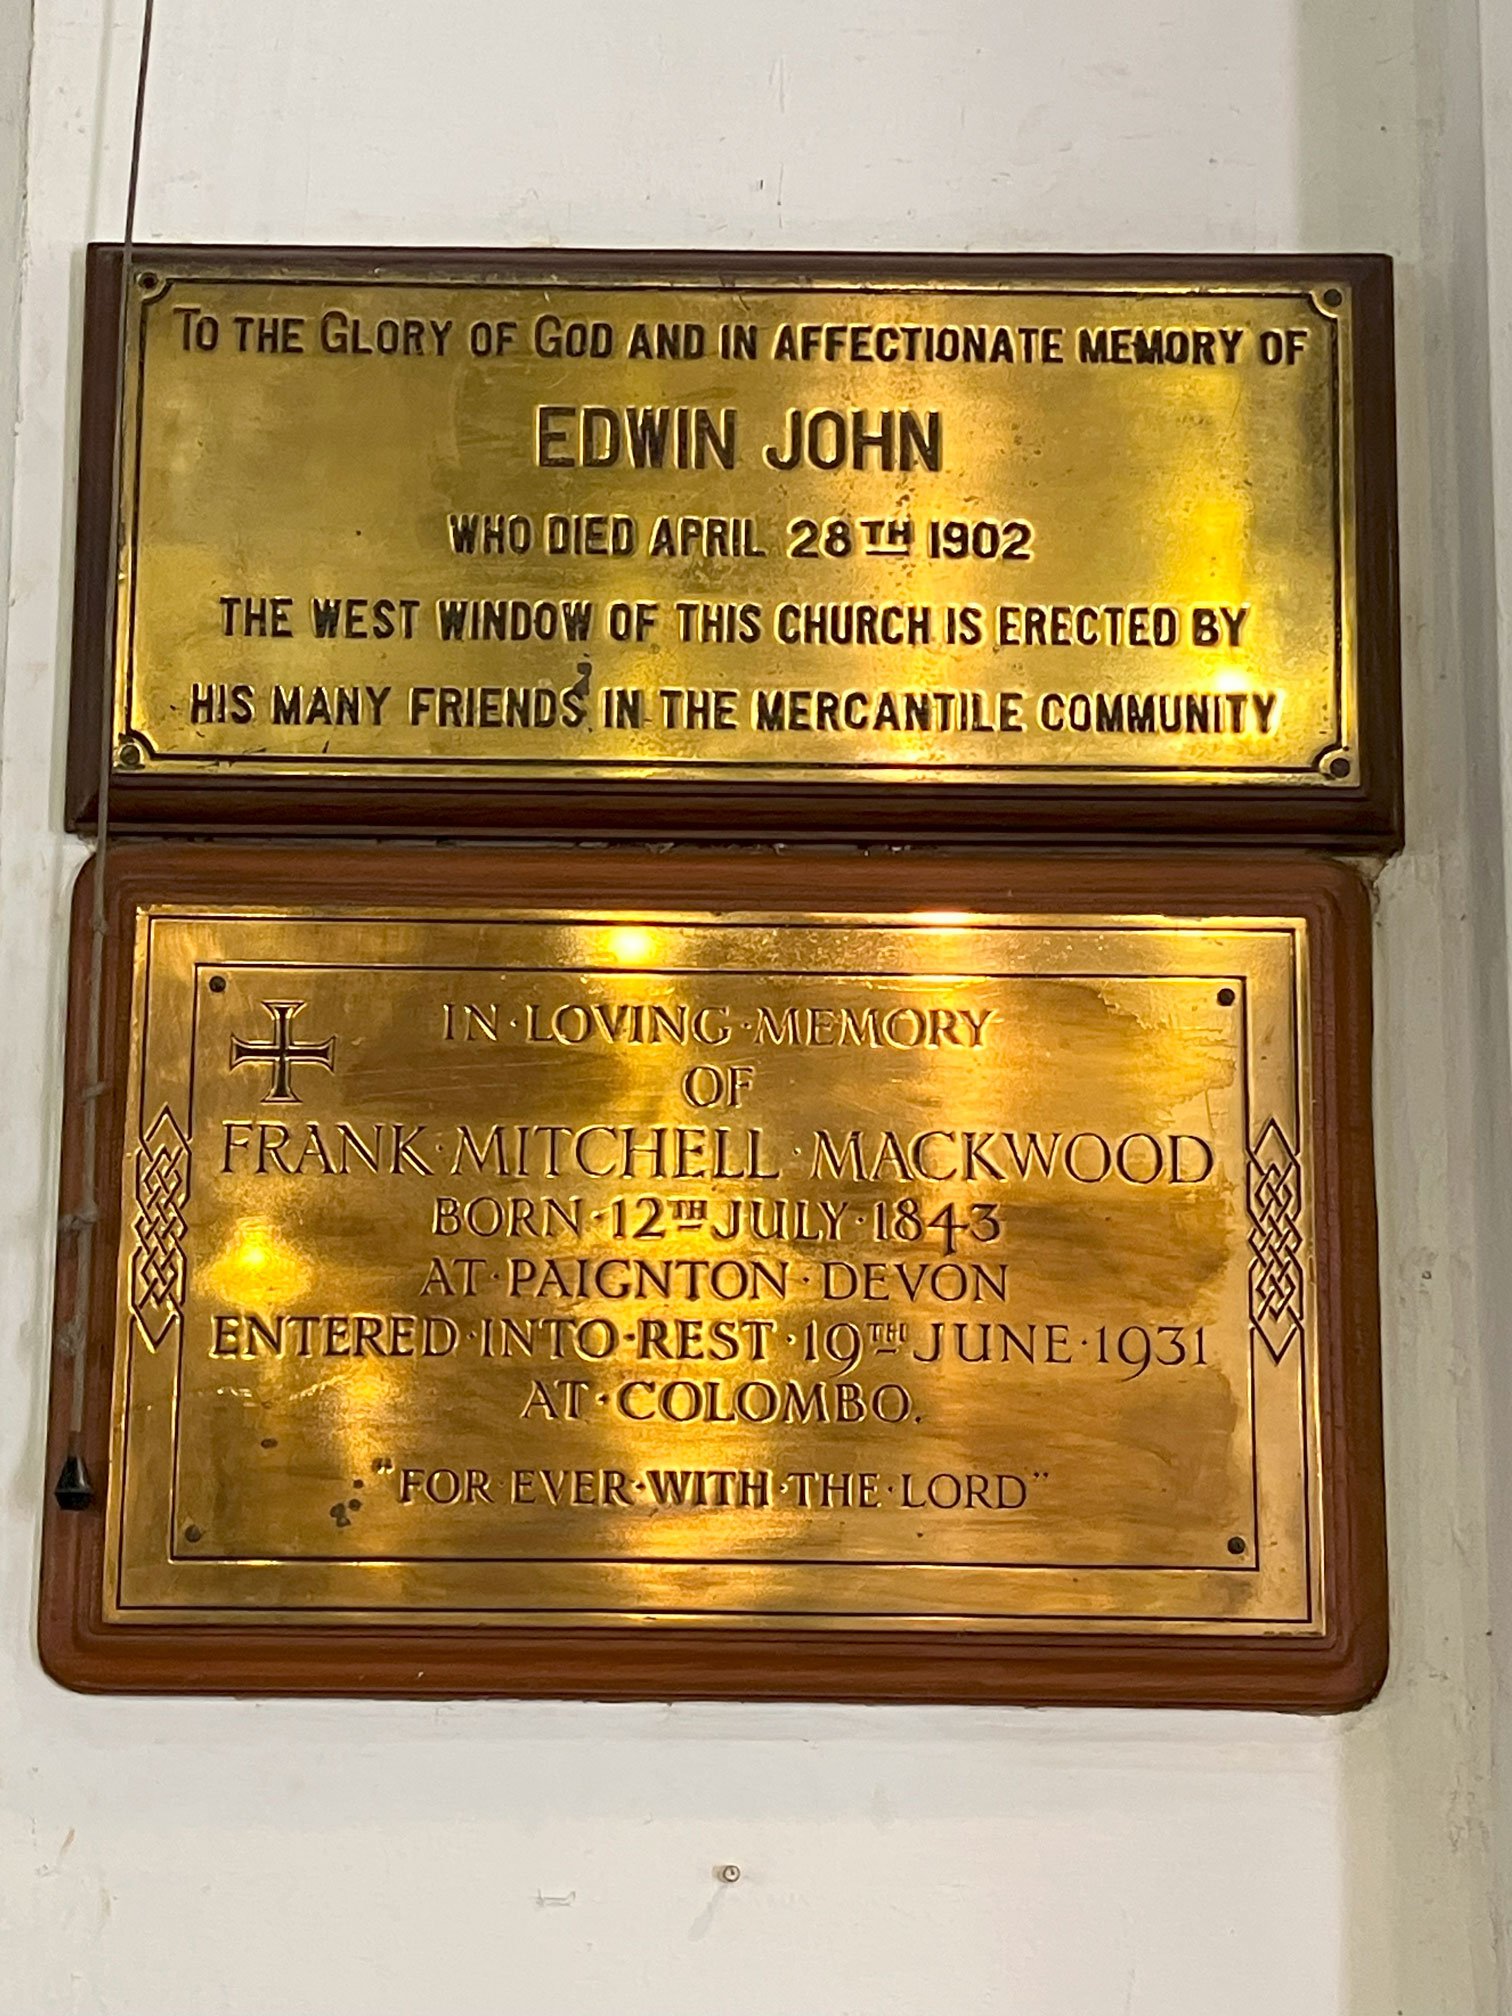 To the Glory of God and in affectionate memory of
EDWIN JOHN
WHO DIED APRIL 28TH 1902
THE WEST WINDOW OF THIS CHURCH IS ERECTED BY
HIS MANY FRIENDS IN THE MERCANTILE COMMUNITY
IN·LOVING·MEMORY
OF
FRANK·MITCHELL·MACKWOOD
BORN·12TH JULY·1843
AT·PAIGNTON·DEVON
ENTERED·INTO·REST·19TH JUNE·1931
AT·COLOMBO.
"FOR·EVER·WITH·THE·LORD"